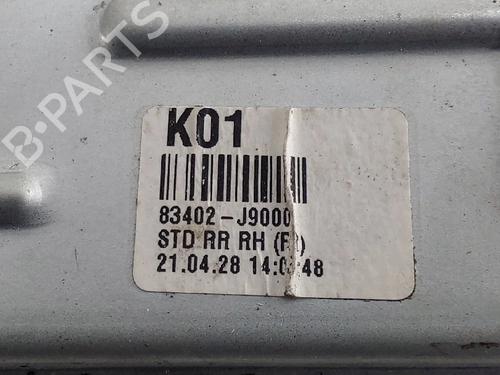 B-PARTS
K01
83402-J9000
STD RR RH
21.04.28